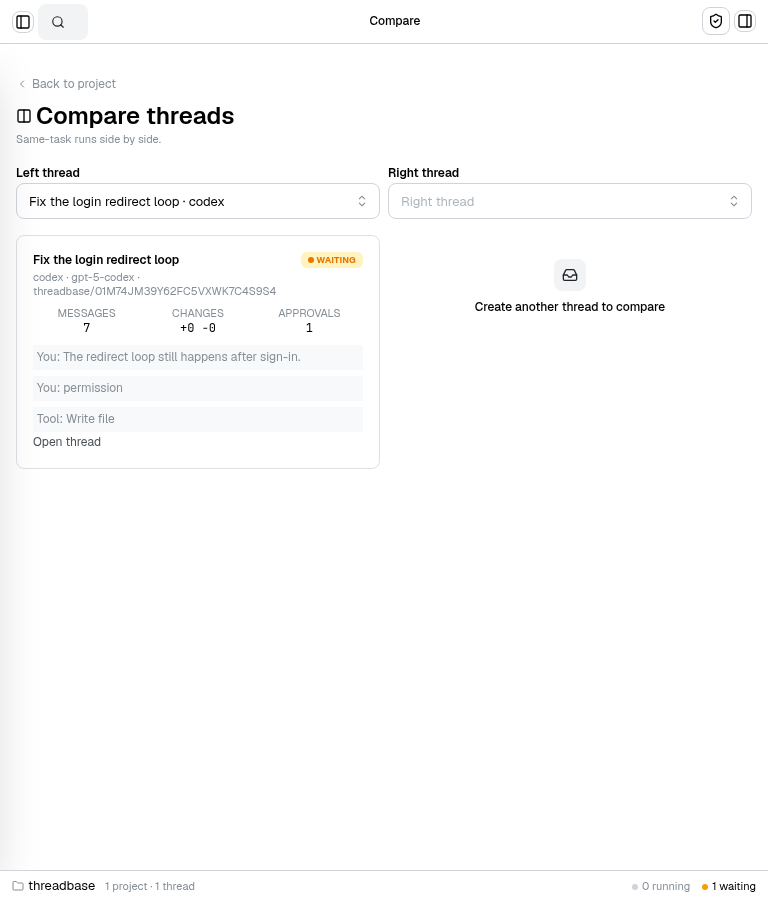 Compare
Back to project
Compare threads
Same-task runs side by side.
Left thread
Right thread
Fix the login redirect loop · codex
Right thread
Fix the login redirect loop
WAITING
codex · gpt-5-codex ·
threadbase/01M74JM39Y62FC5VXWK7C4S9S4
MESSAGES
CHANGES
APPROVALS
7
+0 -0
1
You: The redirect loop still happens after sign-in.
You: permission
Tool: Write file
Open thread
Create another thread to compare
threadbase
1 project · 1 thread
0 running
1 waiting